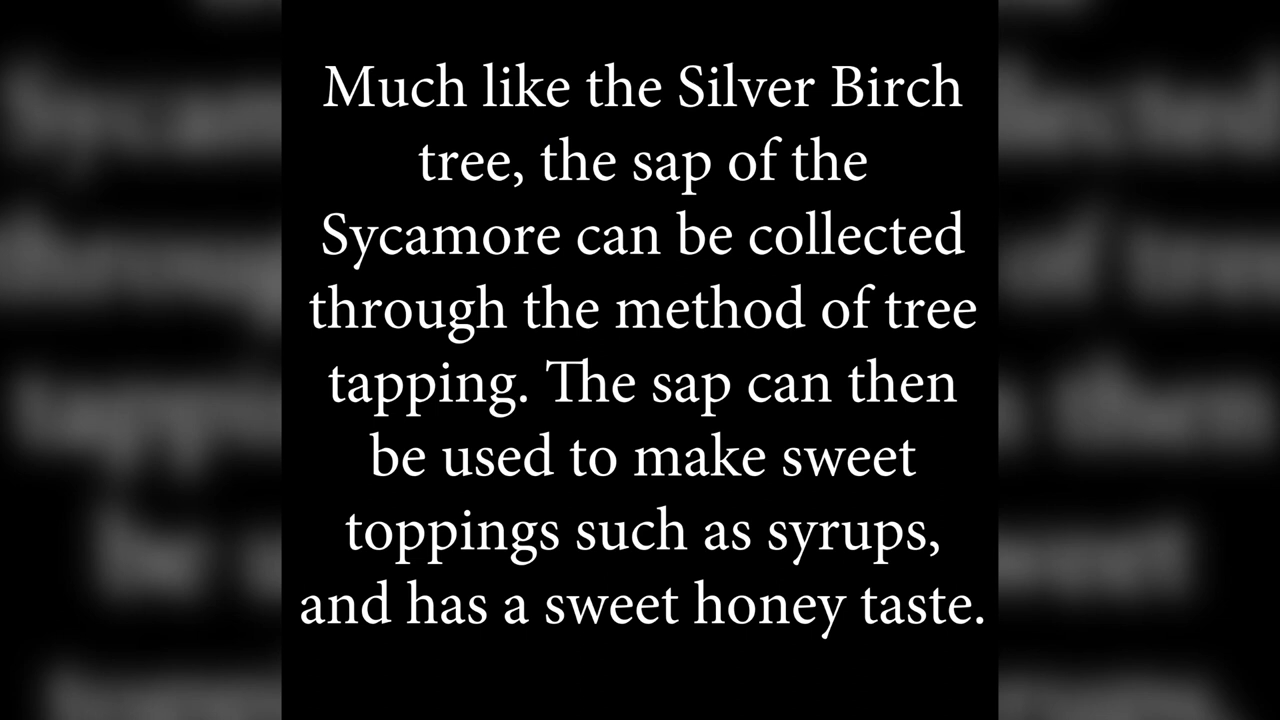 Much like the Silver Birch
tree, the sap of the
Sycamore can be collected
through the method of tree
tapping. The sap can then
be used to make sweet
toppings such as syrups,
and has a sweet honey taste.